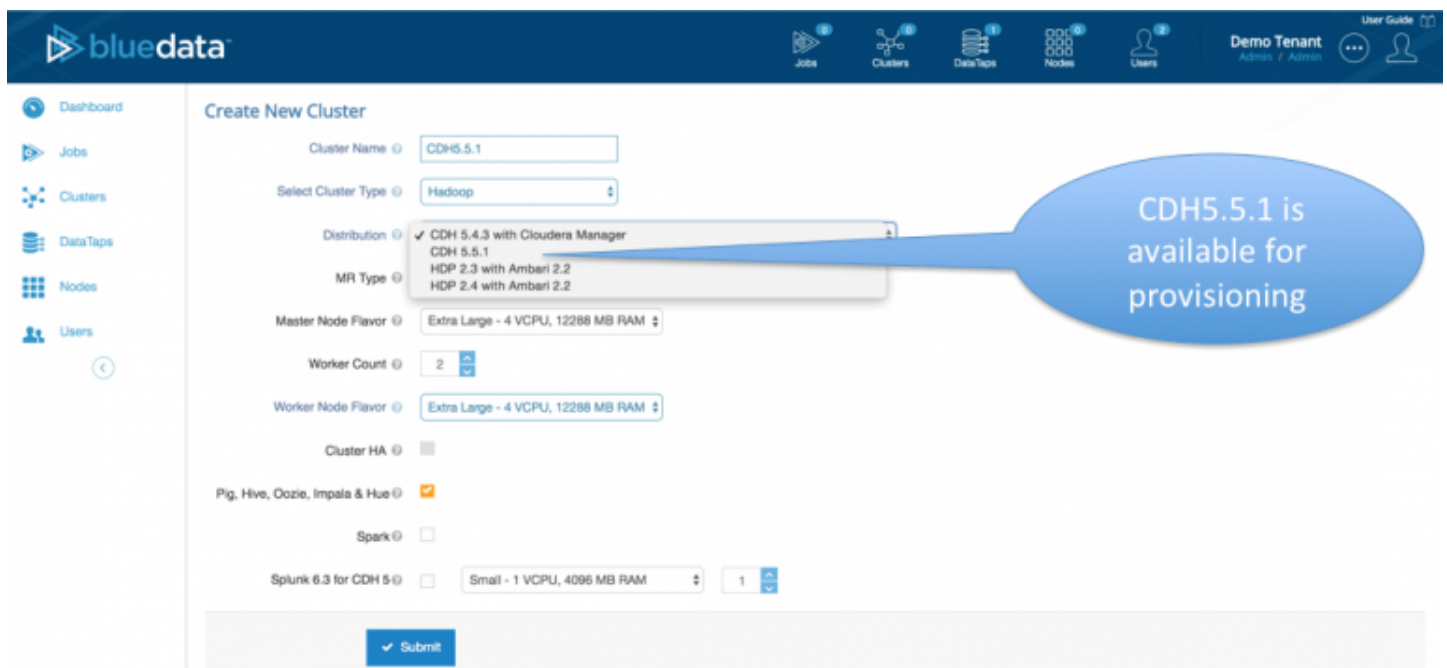 User Guide
bluedata
0
1
0
0
2
Jobs
Clusters
DataTaps
Nodes
Users
Demo Tenant
Admin / Admin
Dashboard
Jobs
Clusters
DataTaps
Nodes
Users
Create New Cluster
Cluster Name
CDH5.5.1
Select Cluster Type
Hadoop
Distribution
✓ CDH 5.4.3 with Cloudera Manager
CDH 5.5.1
HDP 2.3 with Ambari 2.2
HDP 2.4 with Ambari 2.2
MR Type
Master Node Flavor
Extra Large - 4 VCPU, 12288 MB RAM
Worker Count
2
Worker Node Flavor
Extra Large - 4 VCPU, 12288 MB RAM
Cluster HA
Pig, Hive, Oozie, Impala & Hue
Spark
Splunk 6.3 for CDH 5
Small - 1 VCPU, 4096 MB RAM
1
Submit
CDH5.5.1 is
available for
provisioning